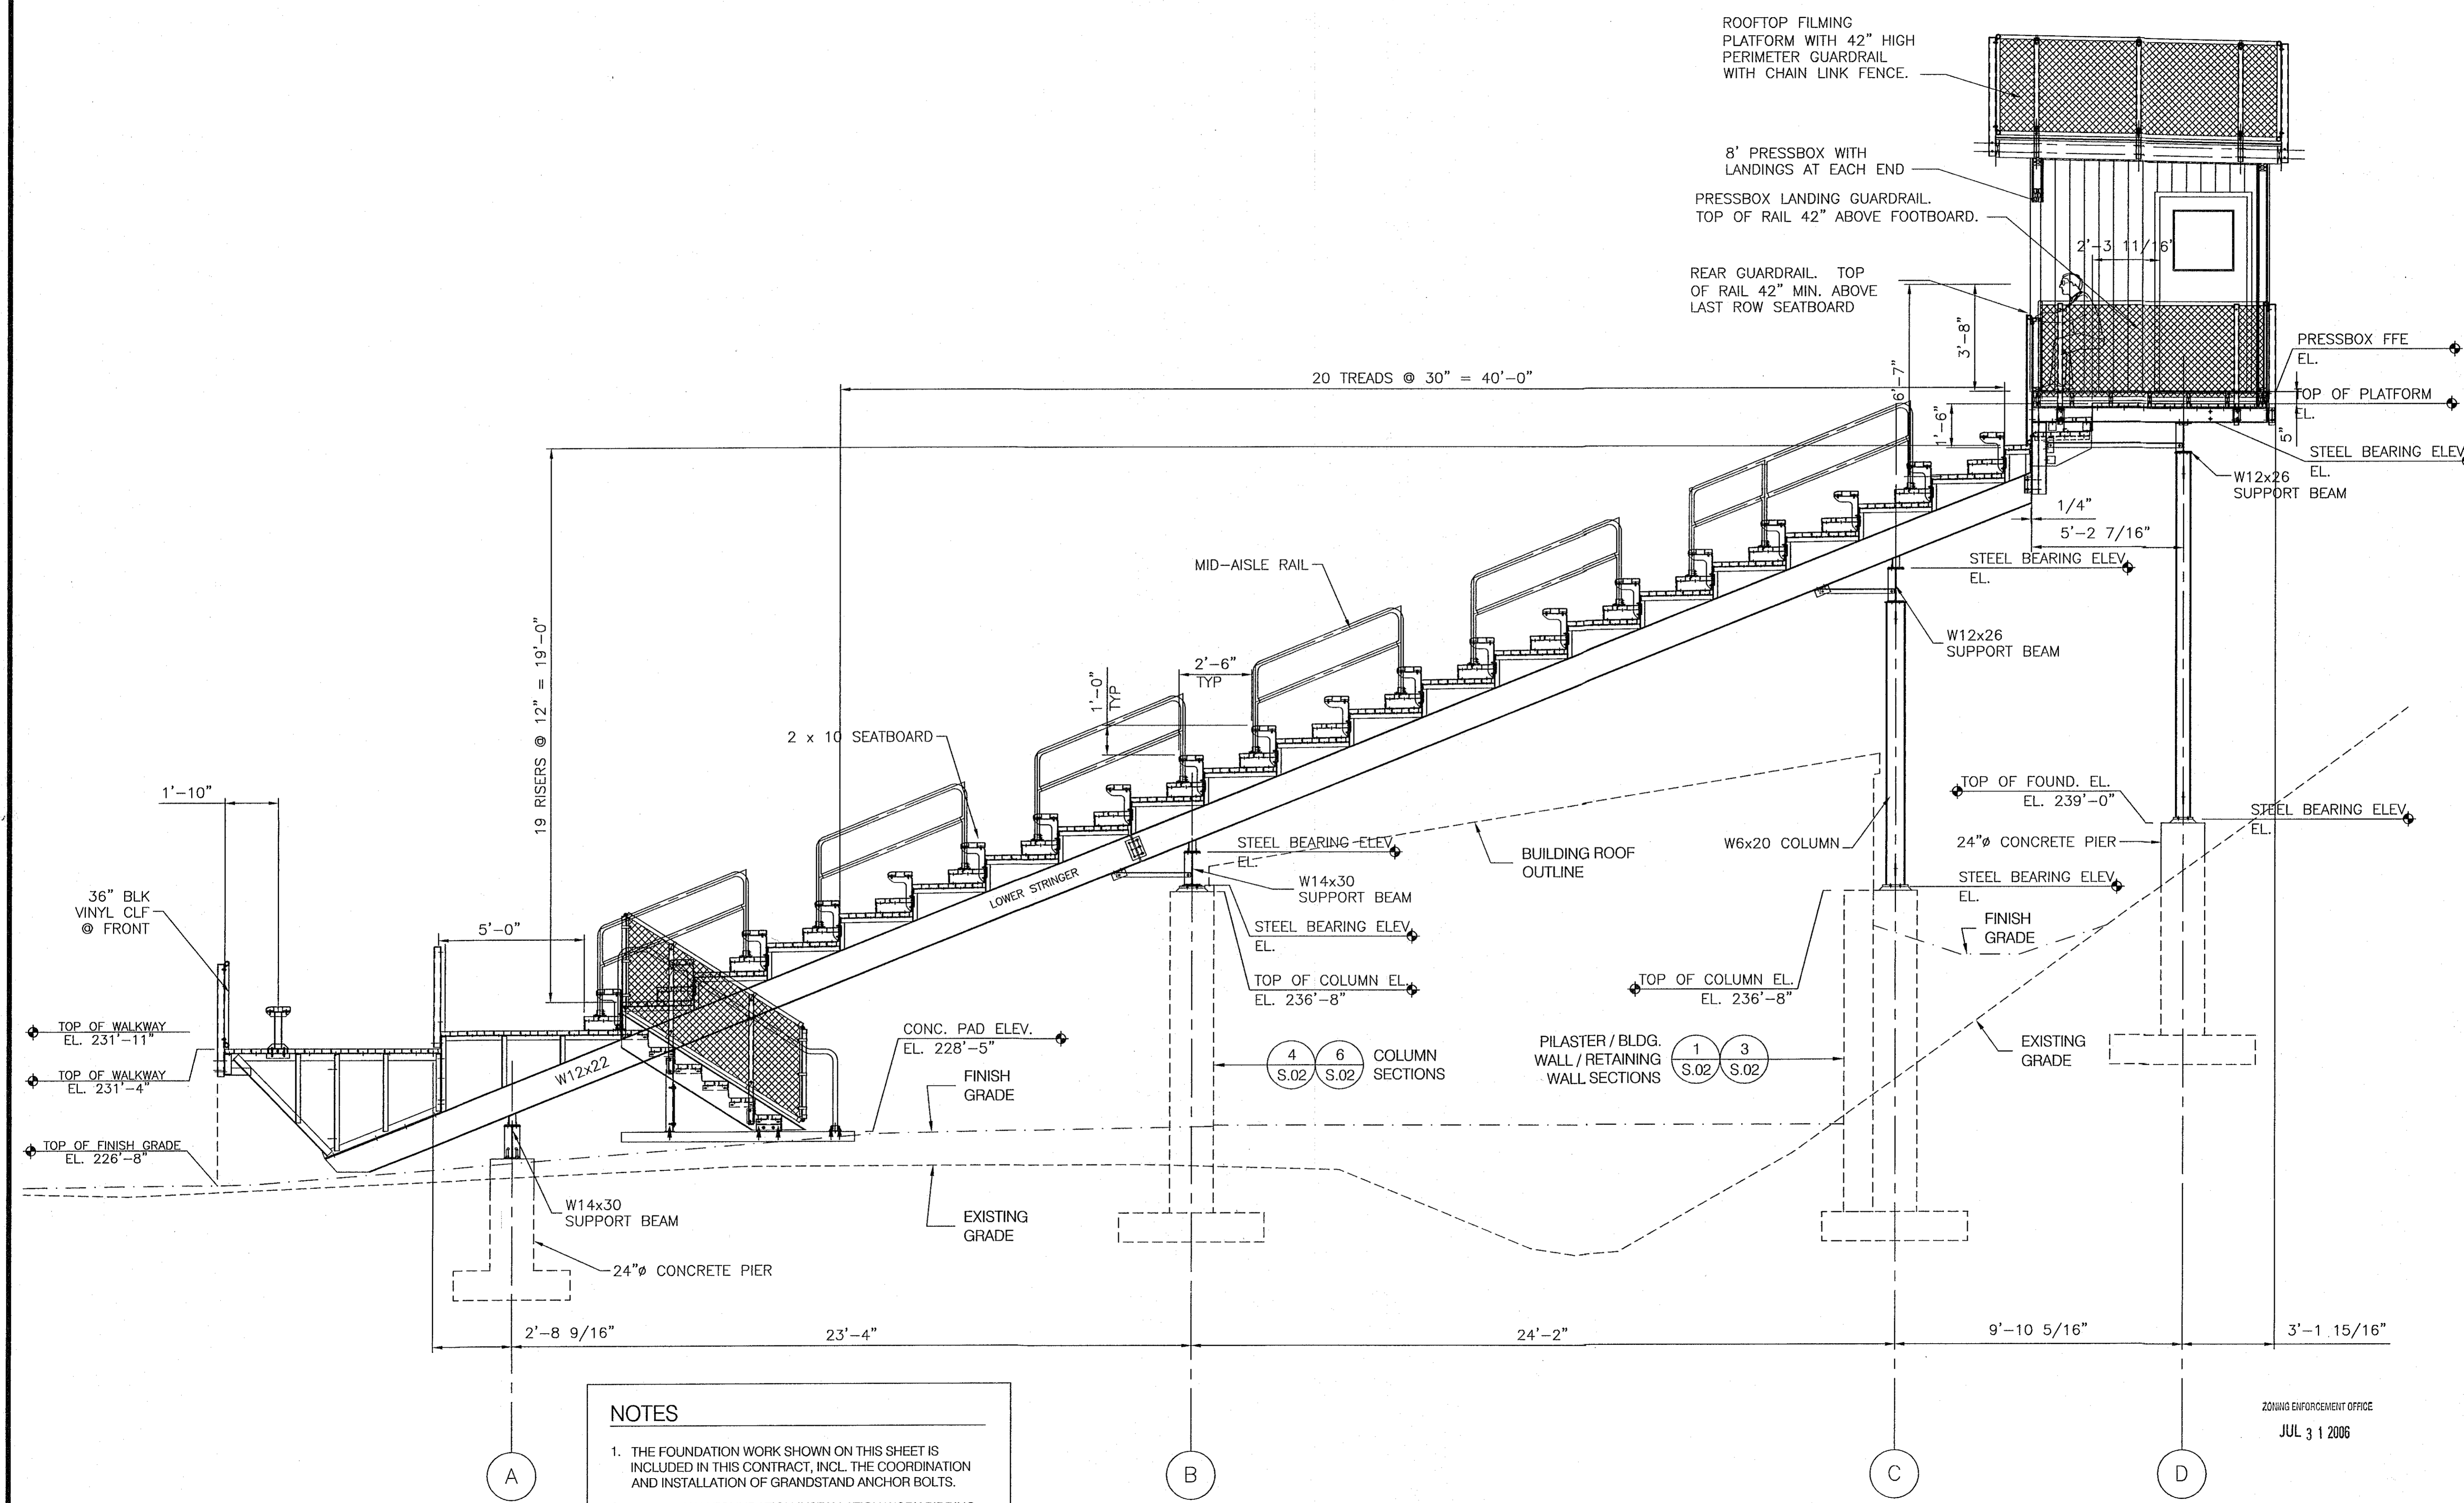 ROOFTOP FILMING
PLATFORM WITH 42" HIGH
PERIMETER GUARDRAIL
WITH CHAIN LINK FENCE.
8' PRESSBOX WITH
LANDINGS AT EACH END
PRESSBOX LANDING GUARDRAIL.
TOP OF RAIL 42" ABOVE FOOTBOARD.
2'-3 11/16"
REAR GUARDRAIL. TOP
OF RAIL 42" MIN. ABOVE
LAST ROW SEATBOARD
3'-8"
6'-7"
1'-6"
PRESSBOX FFE
EL.
TOP OF PLATFORM
EL.
5"
STEEL BEARING ELEV
EL.
W12x26
SUPPORT BEAM
20 TREADS @ 30" = 40'-0"
1/4"
5'-2 7/16"
STEEL BEARING ELEV
EL.
W12x26
SUPPORT BEAM
MID-AISLE RAIL
19 RISERS @ 12" = 19'-0"
2'-6"
TYP
1'-0"
TYP
2 x 10 SEATBOARD
1'-10"
36" BLK
VINYL CLF
@ FRONT
5'-0"
LOWER STRINGER
STEEL BEARING ELEV
EL.
W14x30
SUPPORT BEAM
BUILDING ROOF
OUTLINE
W6x20 COLUMN
TOP OF FOUND. EL.
EL. 239'-0"
24"ø CONCRETE PIER
STEEL BEARING ELEV
EL.
STEEL BEARING ELEV
EL.
FINISH
GRADE
STEEL BEARING ELEV
EL.
TOP OF COLUMN EL.
EL. 236'-8"
TOP OF COLUMN EL.
EL. 236'-8"
TOP OF WALKWAY
EL. 231'-11"
TOP OF WALKWAY
EL. 231'-4"
TOP OF FINISH GRADE
EL. 226'-8"
W12x22
CONC. PAD ELEV.
EL. 228'-5"
FINISH
GRADE
4
S.02
6
S.02
COLUMN
SECTIONS
PILASTER / BLDG.
WALL / RETAINING
WALL SECTIONS
1
S.02
3
S.02
EXISTING
GRADE
W14x30
SUPPORT BEAM
EXISTING
GRADE
24"ø CONCRETE PIER
2'-8 9/16"
23'-4"
24'-2"
9'-10 5/16"
3'-1 15/16"
NOTES
1. THE FOUNDATION WORK SHOWN ON THIS SHEET IS
INCLUDED IN THIS CONTRACT, INCL. THE COORDINATION
AND INSTALLATION OF GRANDSTAND ANCHOR BOLTS.
ZONING ENFORCEMENT OFFICE
JUL 31 2006
A
B
C
D